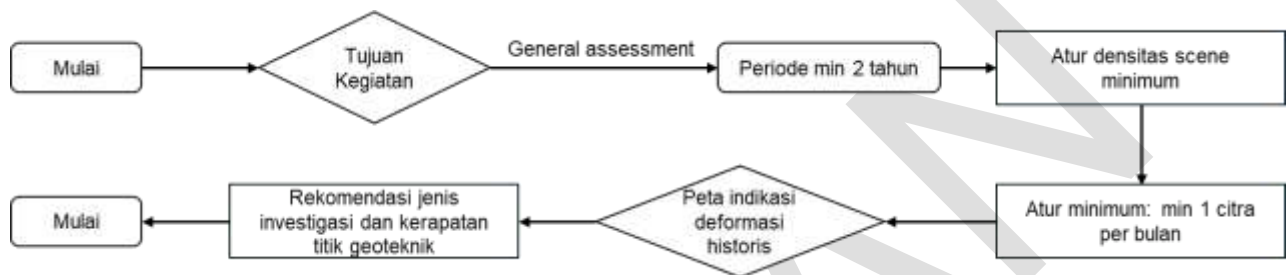 Mulai
Tujuan
Kegiatan
General assessment
Periode min 2 tahun
Atur densitas scene
minimum
Atur minimum: min 1 citra
per bulan
Peta indikasi
deformasi
historis
Rekomendasi jenis
investigasi dan kerapatan
titik geoteknik
Mulai